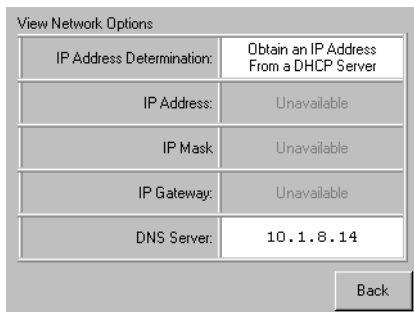 View Network Options
IP Address Determination:
Obtain an IP Address
From a DHCP Server
IP Address:
Unavailable
IP Mask
Unavailable
IP Gateway:
Unavailable
DNS Server:
10.1.8.14
Back